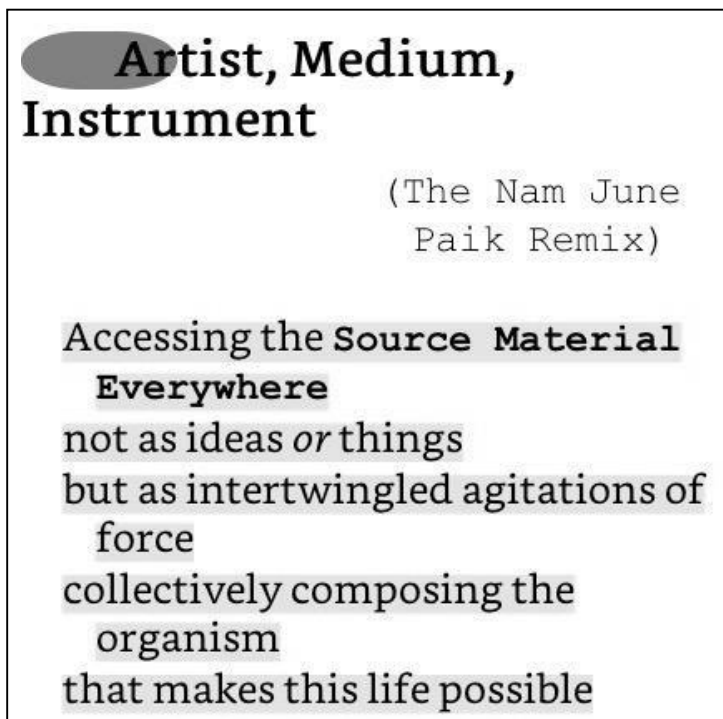 Artist, Medium,
Instrument
(The Nam June
Paik Remix)
Accessing the Source Material
Everywhere
not as ideas or things
but as intertwingled agitations of
force
collectively composing the
organism
that makes this life possible